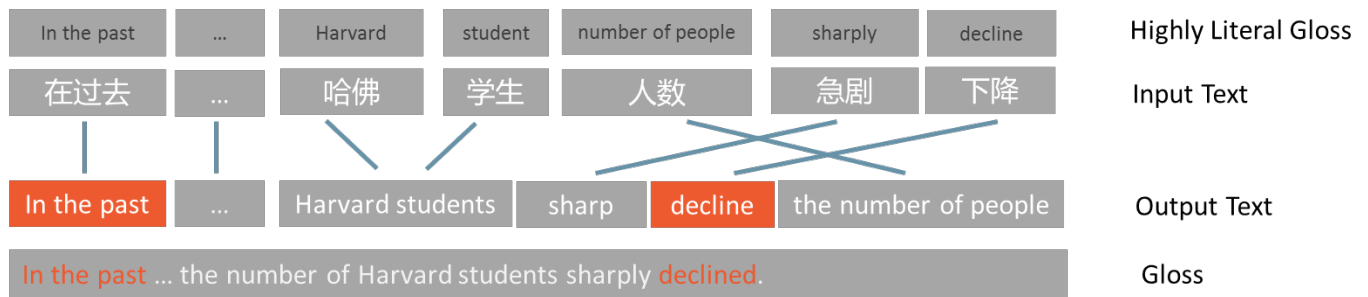 In the past ... Harvard student number of people sharply decline Highly Literal Gloss
在过去 ... 哈佛 学生 人数 急剧 下降 Input Text
In the past ... Harvard students sharp decline the number of people Output Text
In the past ... the number of Harvard students sharply declined. Gloss